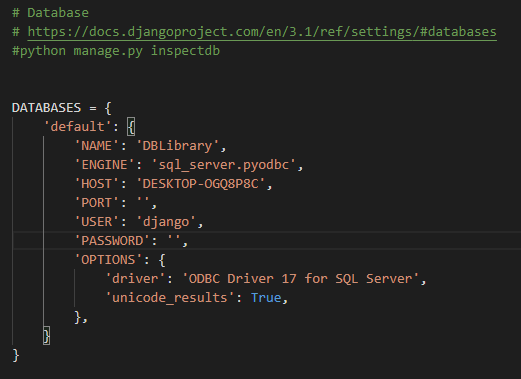 # Database
# https://docs.djangoproject.com/en/3.1/ref/settings/#databases
#python manage.py inspectdb
DATABASES = {
    'default': {
        'NAME': 'DBLibrary',
        'ENGINE': 'sql_server.pyodbc',
        'HOST': 'DESKTOP-OGQ8P8C',
        'PORT': '',
        'USER': 'django',
        'PASSWORD': '',
        'OPTIONS': {
            'driver': 'ODBC Driver 17 for SQL Server',
            'unicode_results': True,
        },
    }
}